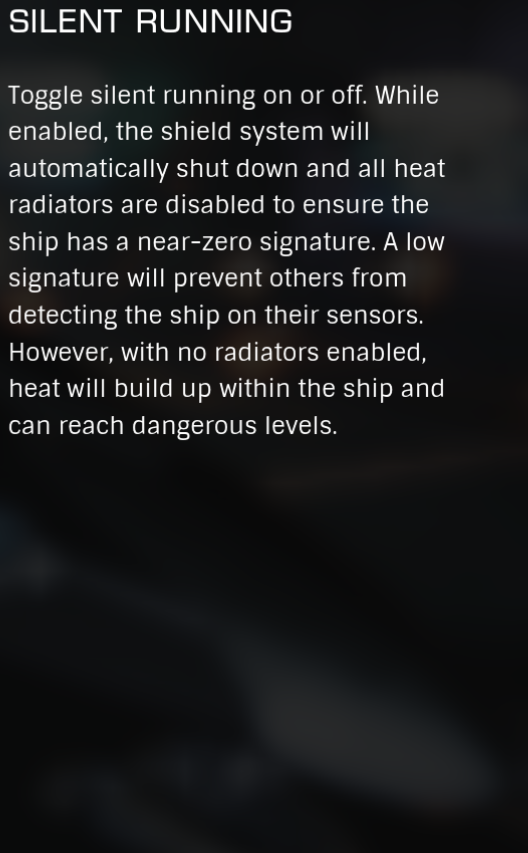 SILENT RUNNING
Toggle silent running on or off. While
enabled, the shield system will
automatically shut down and all heat
radiators are disabled to ensure the
ship has a near-zero signature. A low
signature will prevent others from
detecting the ship on their sensors.
However, with no radiators enabled,
heat will build up within the ship and
can reach dangerous levels.